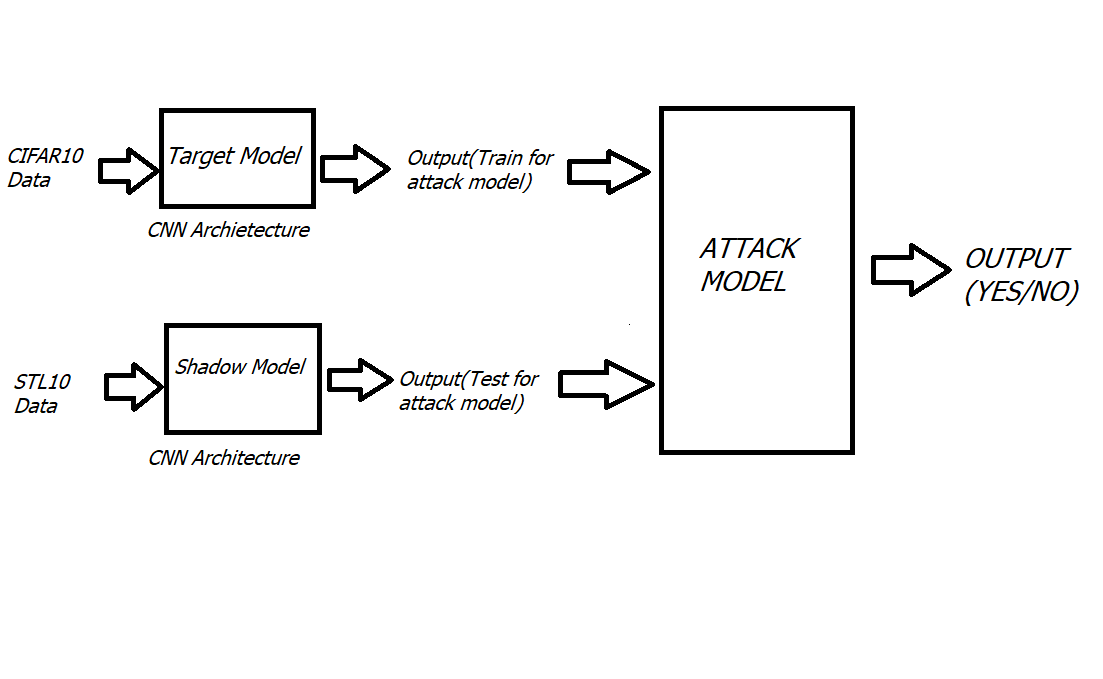 CIFAR10
Data
Target Model
CNN Archietecture
Output(Train for
attack model)
ATTACK
MODEL
OUTPUT
(YES/NO)
STL10
Data
Shadow Model
CNN Architecture
Output(Test for
attack model)